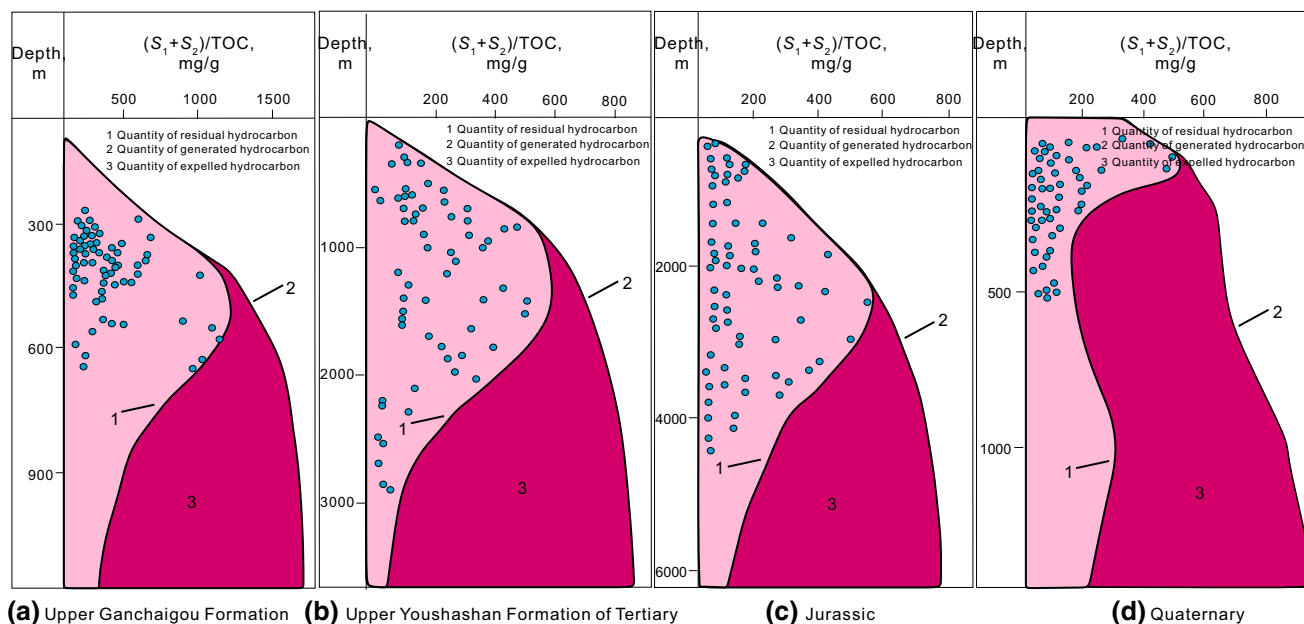 Depth,
m
(S₁+S₂)/TOC,
mg/g
500 1000 1500
1 Quantity of residual hydrocarbon
2 Quantity of generated hydrocarbon
3 Quantity of expelled hydrocarbon
300
600
900
1
2
3
(a) Upper Ganchaigou Formation
Depth,
m
(S₁+S₂)/TOC,
mg/g
200 400 600 800
1 Quantity of residual hydrocarbon
2 Quantity of generated hydrocarbon
3 Quantity of expelled hydrocarbon
1000
2000
3000
2
1
3
(b) Upper Youshashan Formation of Tertiary
Depth,
m
(S₁+S₂)/TOC,
mg/g
200 400 600 800
1 Quantity of residual hydrocarbon
2 Quantity of generated hydrocarbon
3 Quantity of expelled hydrocarbon
2000
4000
6000
2
1
3
(c) Jurassic
Depth,
m
(S₁+S₂)/TOC,
mg/g
200 400 600 800
1 Quantity of residual hydrocarbon
2 Quantity of generated hydrocarbon
3 Quantity of expelled hydrocarbon
500
1000
2
1
3
(d) Quaternary